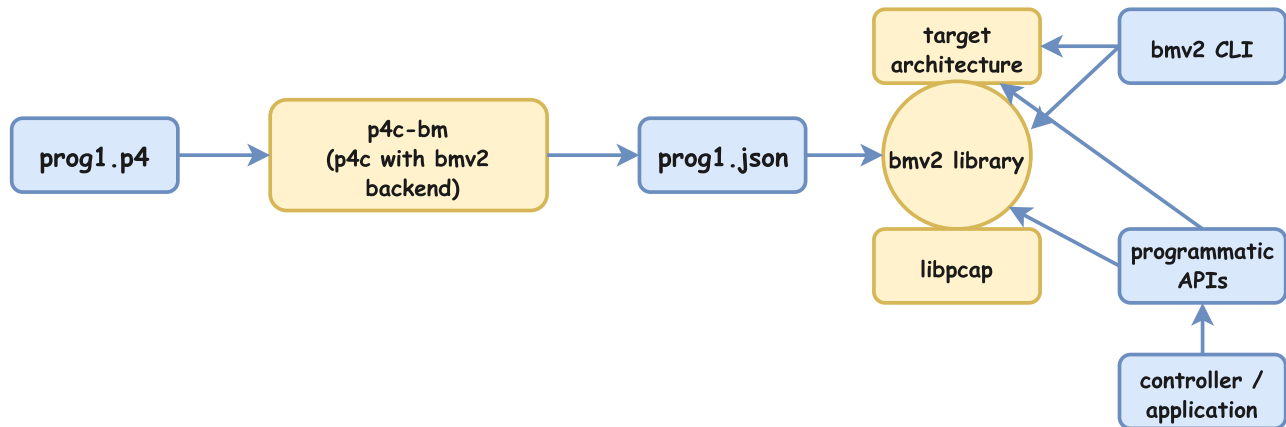 target
architecture
bmv2 CLI
prog1.p4
p4c-bm
(p4c with bmv2
backend)
prog1.json
bmv2 library
libpcap
programmatic
APIs
controller /
application